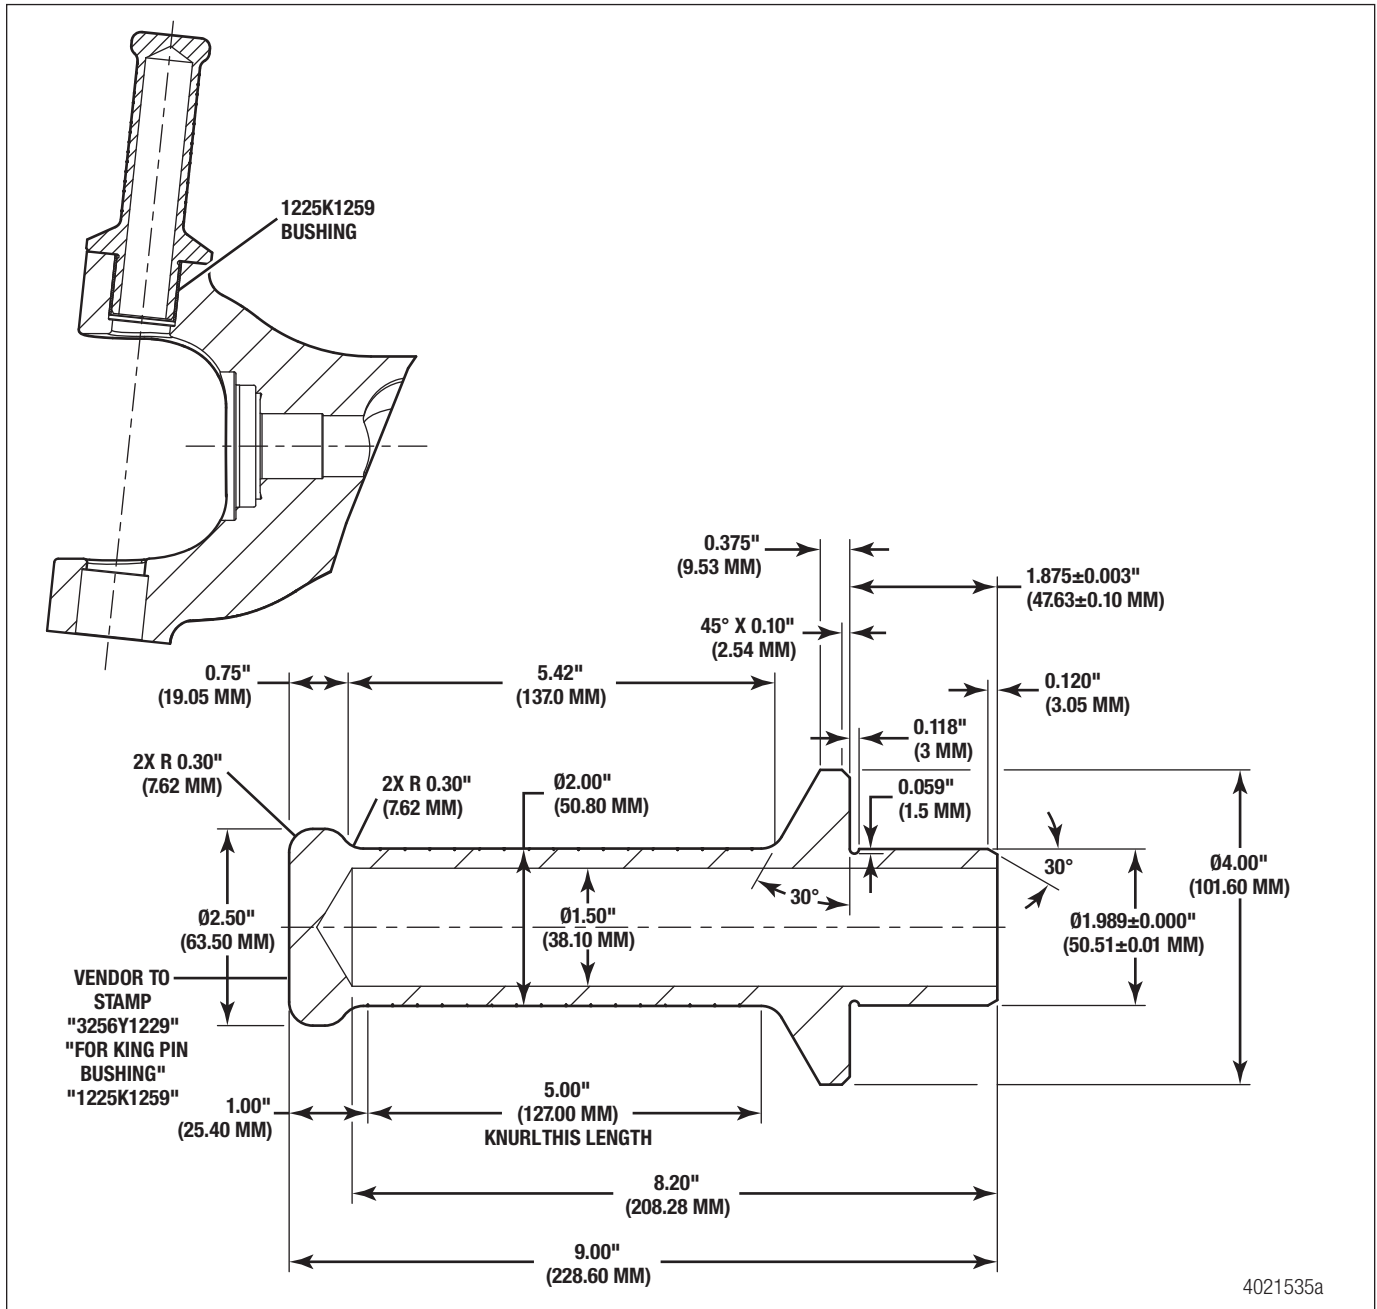 1225K1259
BUSHING
0.375"
(9.53 MM)
1.875±0.003"
(47.63±0.10 MM)
45° X 0.10"
(2.54 MM)
0.75"
(19.05 MM)
5.42"
(137.0 MM)
0.120"
(3.05 MM)
0.118"
(3 MM)
2X R 0.30"
(7.62 MM)
2X R 0.30"
(7.62 MM)
Ø2.00"
(50.80 MM)
0.059"
(1.5 MM)
30°
Ø4.00"
(101.60 MM)
30°
Ø2.50"
(63.50 MM)
Ø1.50"
(38.10 MM)
Ø1.989±0.000"
(50.51±0.01 MM)
VENDOR TO
STAMP
"3256Y1229"
"FOR KING PIN
BUSHING"
"1225K1259"
1.00"
(25.40 MM)
5.00"
(127.00 MM)
KNURL THIS LENGTH
8.20"
(208.28 MM)
9.00"
(228.60 MM)
4021535a